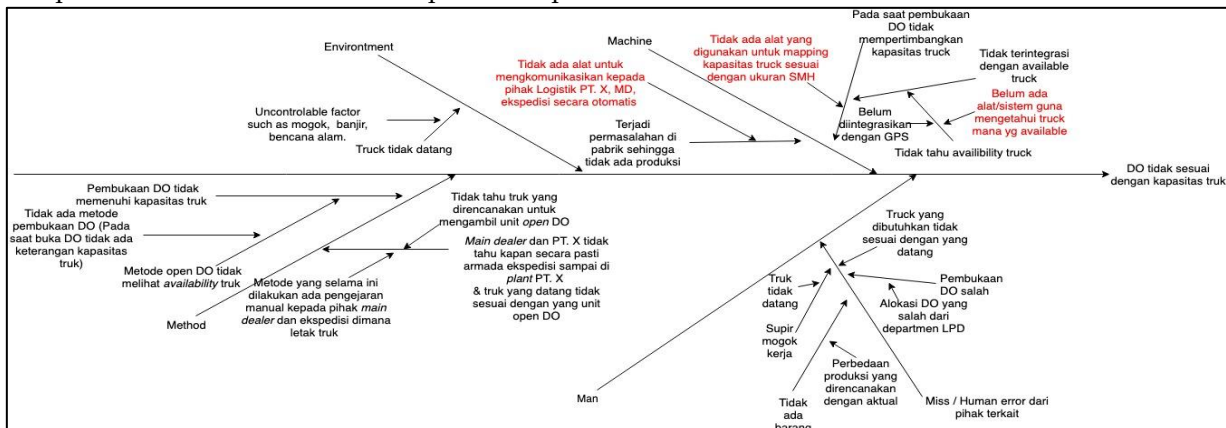 Environtment
Uncontrolable factor
such as mogok, banjir,
bencana alam.
Truck tidak datang
Machine
Tidak ada alat untuk
mengkomunikasikan kepada
pihak Logistik PT. X, MD,
ekspedisi secara otomatis
Terjadi
permasalahan di
pabrik sehingga
tidak ada produksi
Tidak ada alat yang
digunakan untuk mapping
kapasitas truck sesuai
dengan ukuran SMH
Pada saat pembukaan
DO tidak
mempertimbangkan
kapasitas truck
Tidak terintegrasi
dengan available
truck
Belum
diintegrasikan
dengan GPS
Belum ada
alat/sistem guna
mengetahui truck
mana yg available
Tidak tahu availibility truck
DO tidak sesuai
dengan kapasitas truk
Pembukaan DO tidak
memenuhi kapasitas truk
Tidak ada metode
pembukaan DO (Pada
saat buka DO tidak ada
keterangan kapasitas
truk)
Metode open DO tidak
melihat availability truk
Method
Tidak tahu truk yang
direncanakan untuk
mengambil unit open DO
Main dealer dan PT. X tidak
tahu kapan secara pasti
armada ekspedisi sampai di
plant PT. X
& truk yang datang tidak
sesuai dengan yang unit
open DO
Metode yang selama ini
dilakukan ada pengejaran
manual kepada pihak main
dealer dan ekspedisi dimana
letak truk
Man
Truk
tidak
datang
Supir
mogok
kerja
Tidak
ada
barang
Perbedaan
produksi yang
direncanakan
dengan aktual
Truck yang
dibutuhkan tidak
sesuai dengan yang
datang
Pembukaan
DO salah
Alokasi DO yang
salah dari
departmen LPD
Miss / Human error dari
pihak terkait